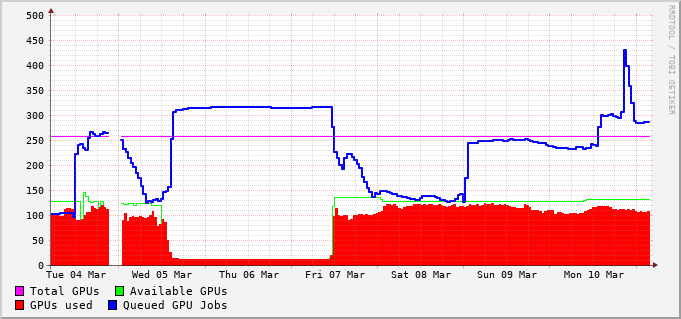 500
450
400
350
300
250
200
150
100
50
0
Tue 04 Mar Wed 05 Mar Thu 06 Mar Fri 07 Mar Sat 08 Mar Sun 09 Mar Mon 10 Mar
Total GPUs Available GPUs
GPUs used Queued GPU Jobs
RRDTOOL / TOBI OETIKER